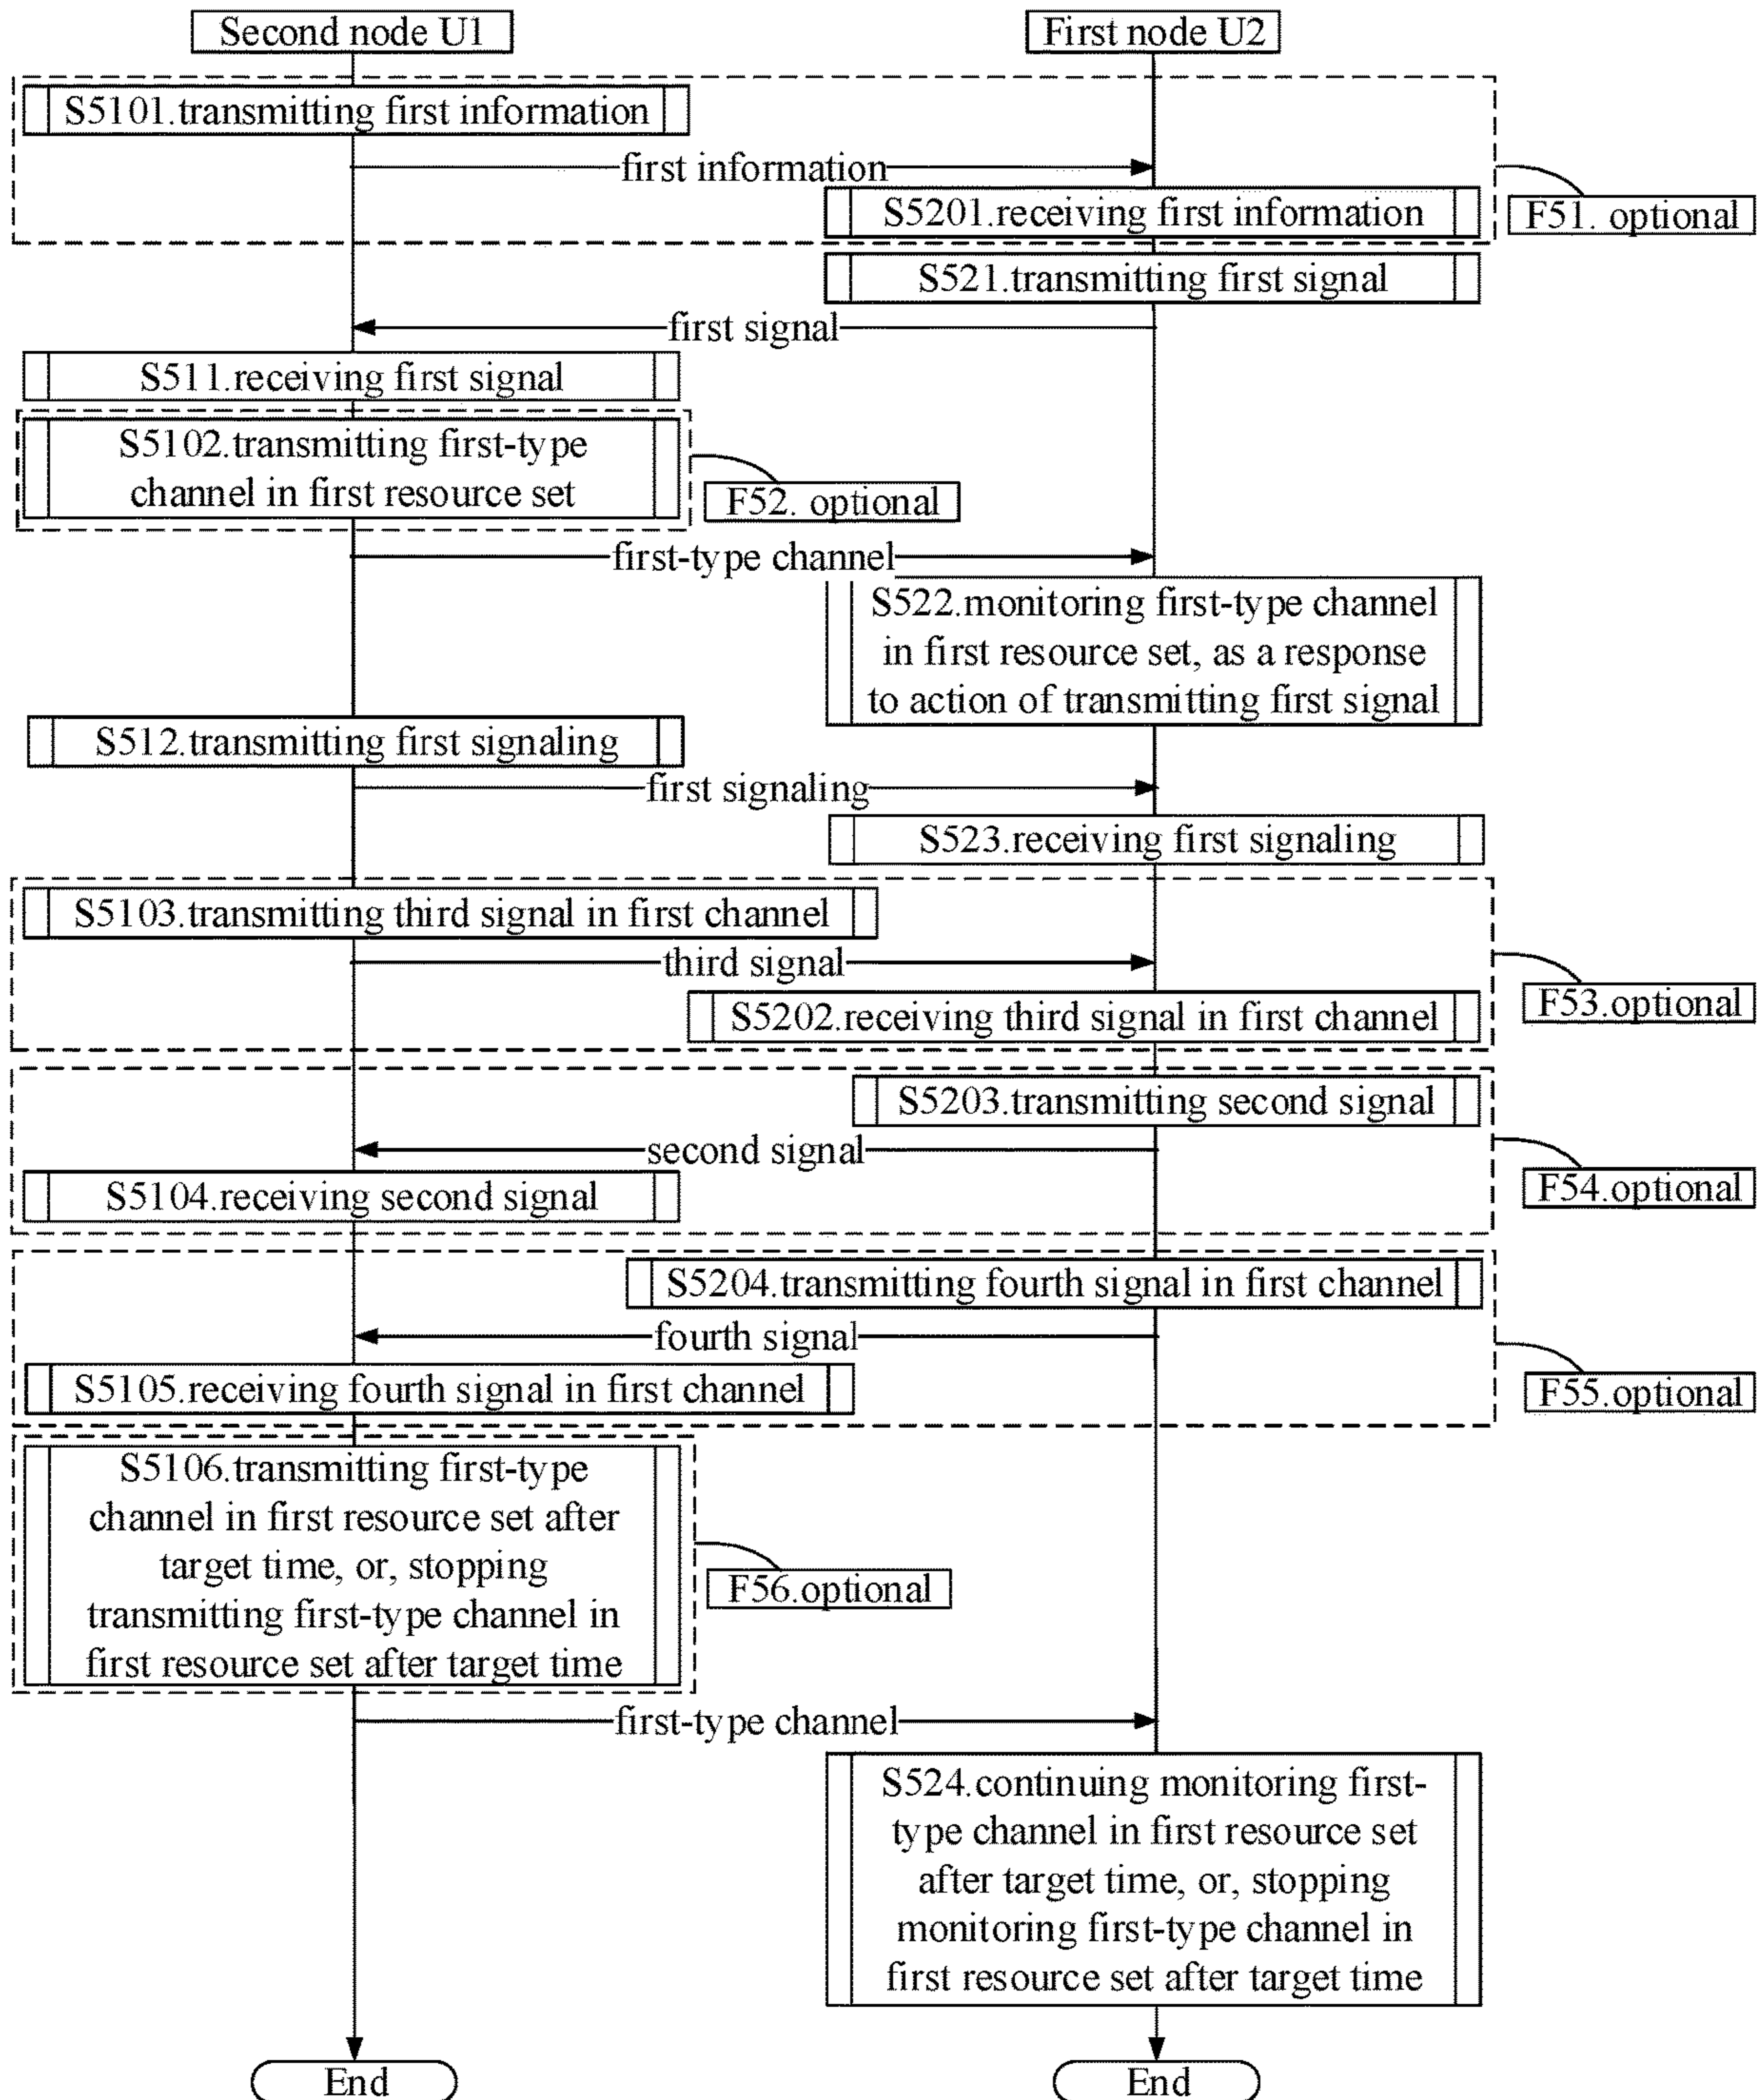 Second node U1
First node U2
S5101.transmitting first information
first information
S5201.receiving first information
F51. optional
S521.transmitting first signal
first signal
S511.receiving first signal
S5102.transmitting first-type
channel in first resource set
F52. optional
first-type channel
S522.monitoring first-type channel
in first resource set, as a response
to action of transmitting first signal
S512.transmitting first signaling
first signaling
S523.receiving first signaling
S5103.transmitting third signal in first channel
third signal
S5202.receiving third signal in first channel
F53.optional
S5203.transmitting second signal
second signal
S5104.receiving second signal
F54.optional
S5204.transmitting fourth signal in first channel
fourth signal
S5105.receiving fourth signal in first channel
F55.optional
S5106.transmitting first-type
channel in first resource set after
target time, or, stopping
transmitting first-type channel in
first resource set after target time
F56.optional
first-type channel
S524.continuing monitoring first-
type channel in first resource set
after target time, or, stopping
monitoring first-type channel in
first resource set after target time
End
End